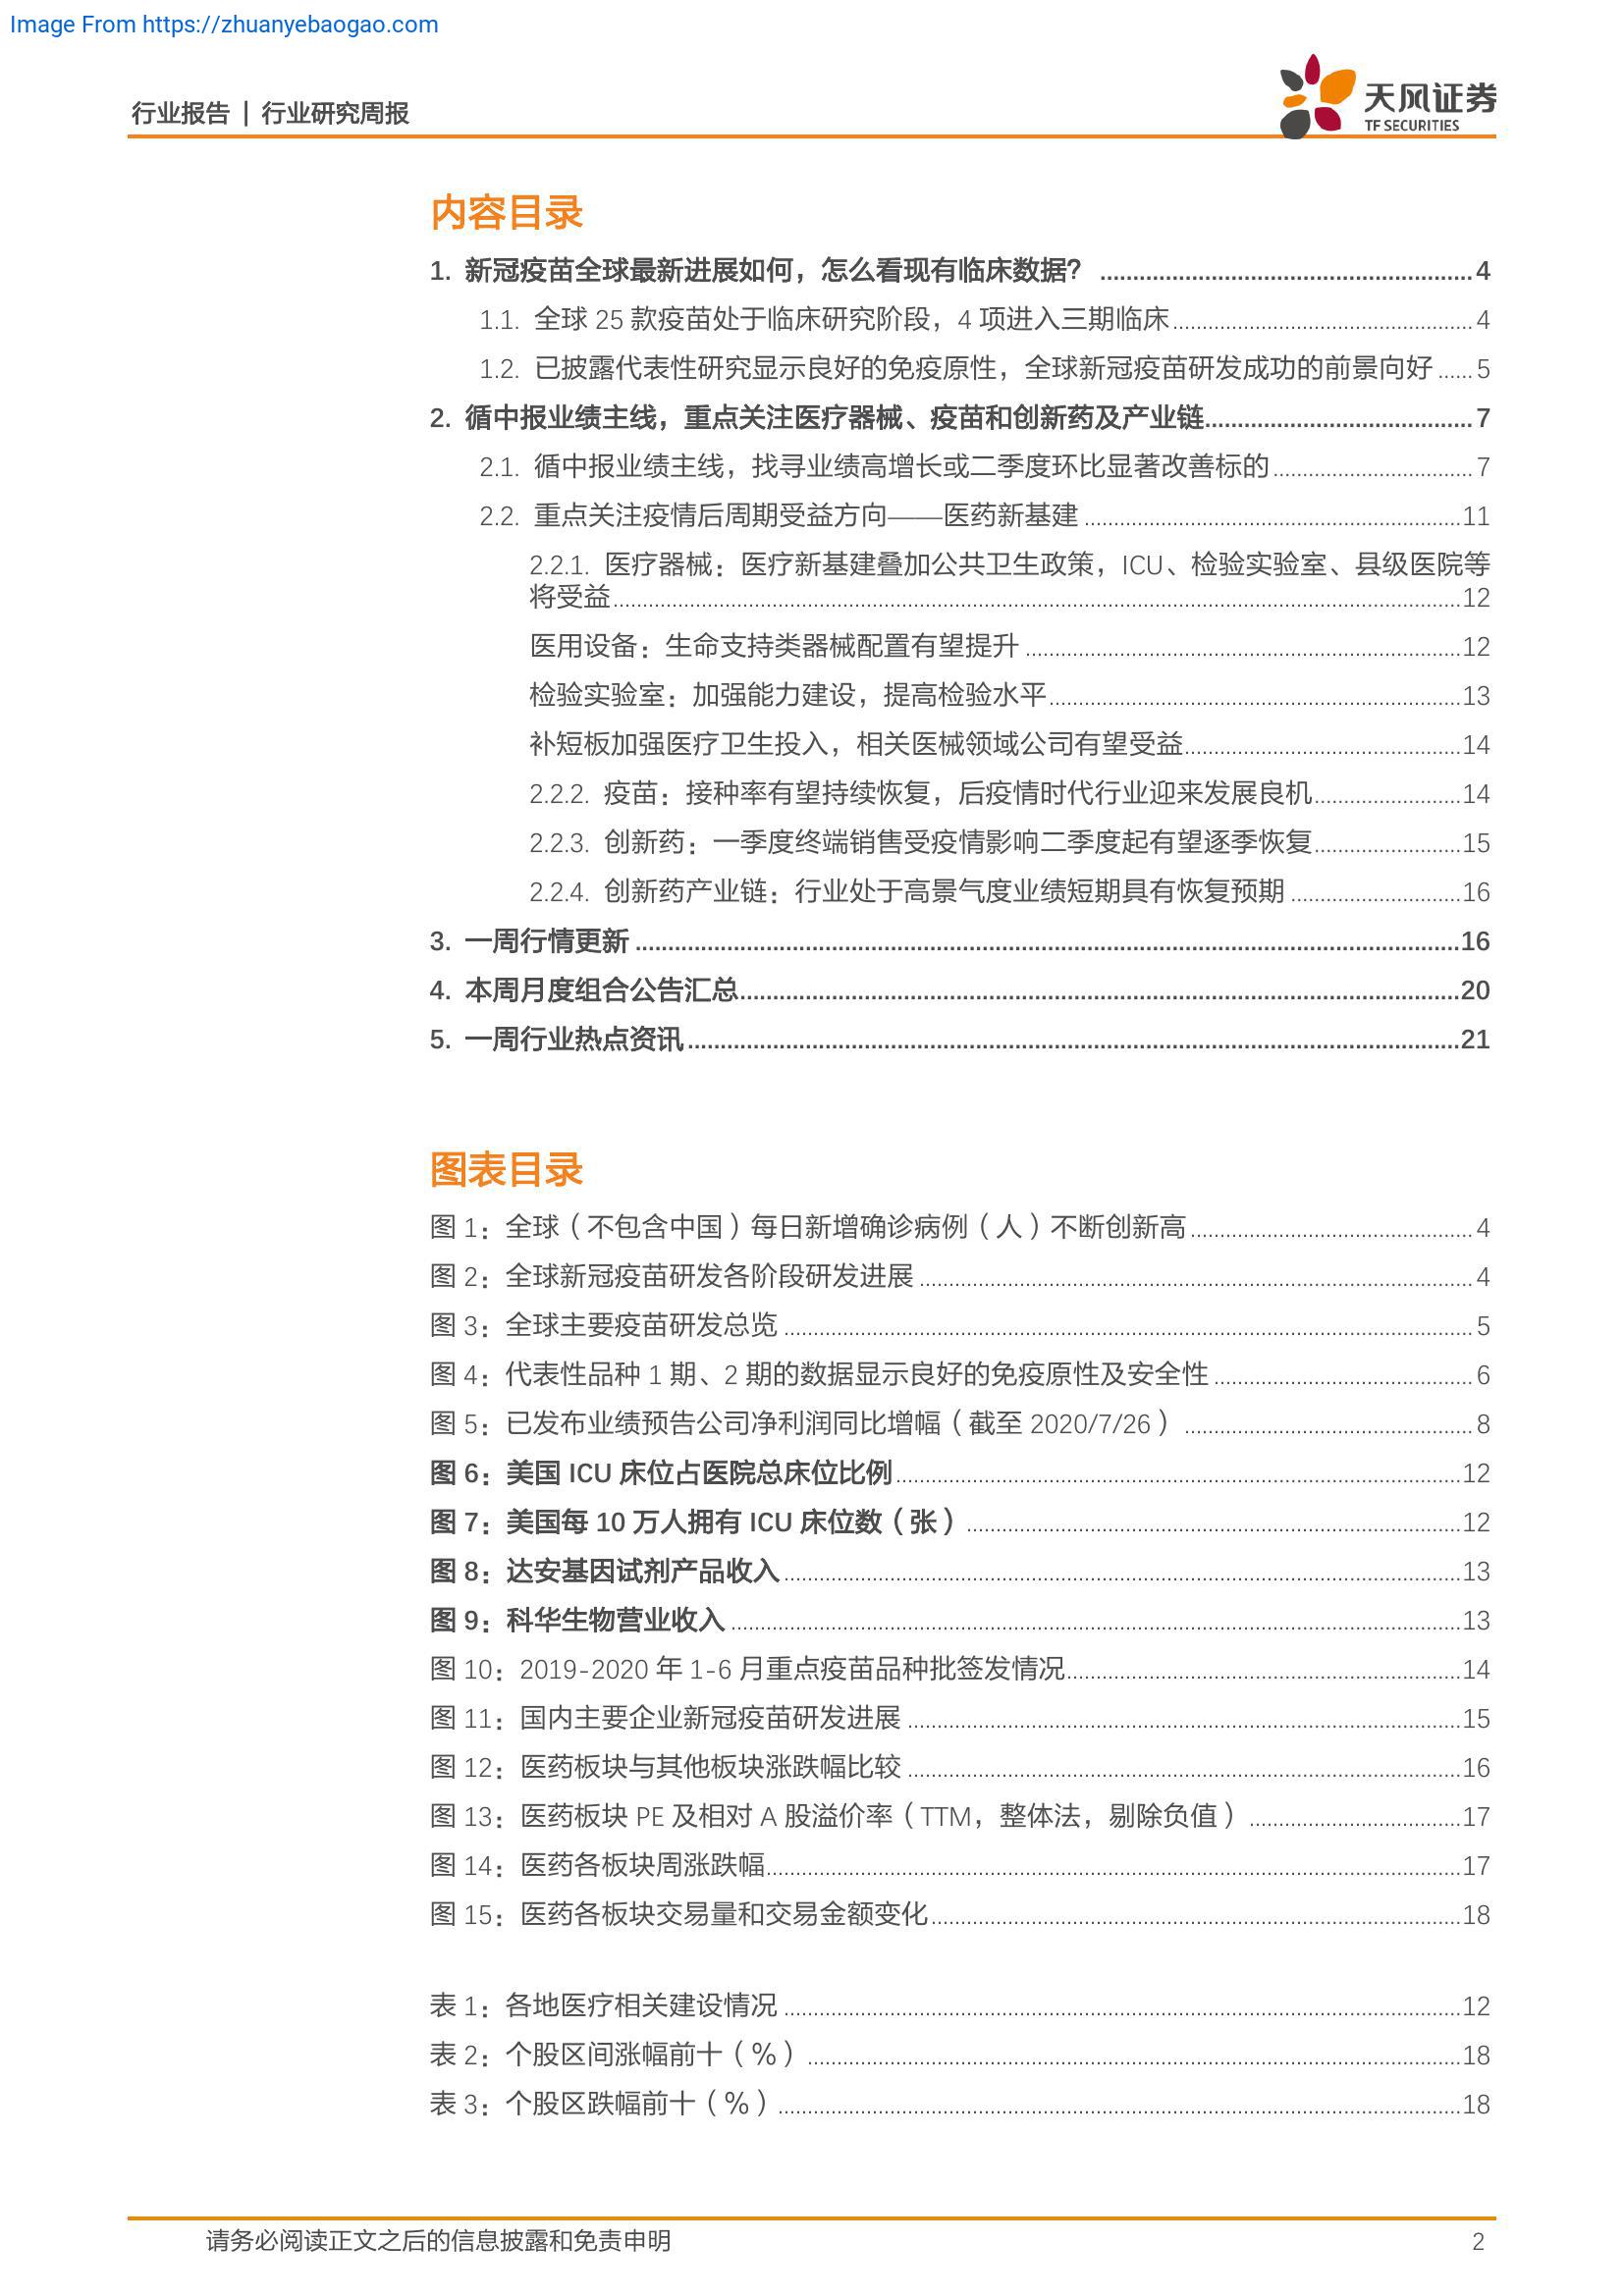 Image From https://zhuanyebaogao.com
行业报告 | 行业研究周报
天风证券
TF SECURITIES
内容目录
1. 新冠疫苗全球最新进展如何，怎么看现有临床数据？ ........................................................ 4
1.1. 全球 25 款疫苗处于临床研究阶段，4 项进入三期临床 .................................................. 4
1.2. 已披露代表性研究显示良好的免疫原性，全球新冠疫苗研发成功的前景向好 ...... 5
2. 循中报业绩主线，重点关注医疗器械、疫苗和创新药及产业链 ........................................ 7
2.1. 循中报业绩主线，找寻业绩高增长或二季度环比显著改善标的 .................................. 7
2.2. 重点关注疫情后周期受益方向——医药新基建 ................................................................ 11
2.2.1. 医疗器械：医疗新基建叠加公共卫生政策，ICU、检验实验室、县级医院等
将受益 ................................................................................................................ 12
医用设备：生命支持类器械配置有望提升 .......................................................................... 12
检验实验室：加强能力建设，提高检验水平 ...................................................................... 13
补短板加强医疗卫生投入，相关医械领域公司有望受益 ............................................... 14
2.2.2. 疫苗：接种率有望持续恢复，后疫情时代行业迎来发展良机 ......................... 14
2.2.3. 创新药：一季度终端销售受疫情影响二季度起有望逐季恢复 ......................... 15
2.2.4. 创新药产业链：行业处于高景气度业绩短期具有恢复预期 ............................. 16
3. 一周行情更新 ................................................................................................................ 16
4. 本周月度组合公告汇总 .................................................................................................. 20
5. 一周行业热点资讯 ......................................................................................................... 21
图表目录
图 1：全球（不包含中国）每日新增确诊病例（人）不断创新高 ................................................ 4
图 2：全球新冠疫苗研发各阶段研发进展 ............................................................................................... 4
图 3：全球主要疫苗研发总览 ...................................................................................................................... 5
图 4：代表性品种 1 期、2 期的数据显示良好的免疫原性及安全性 ............................................ 6
图 5：已发布业绩预告公司净利润同比增幅（截至 2020/7/26） ................................................. 8
图 6：美国 ICU 床位占医院总床位比例 ................................................................................................. 12
图 7：美国每 10 万人拥有 ICU 床位数（张） ..................................................................................... 12
图 8：达安基因试剂产品收入 .................................................................................................................... 13
图 9：科华生物营业收入 ............................................................................................................................. 13
图 10：2019-2020 年 1-6 月重点疫苗品种批签发情况 ................................................................... 14
图 11：国内主要企业新冠疫苗研发进展 ............................................................................................... 15
图 12：医药板块与其他板块涨跌幅比较 ............................................................................................... 16
图 13：医药板块 PE 及相对 A 股溢价率（TTM，整体法，剔除负值） ..................................... 17
图 14：医药各板块周涨跌幅 ...................................................................................................................... 17
图 15：医药各板块交易量和交易金额变化 ........................................................................................... 18
表 1：各地医疗相关建设情况 .................................................................................................................... 12
表 2：个股区间涨幅前十（%） ................................................................................................................ 18
表 3：个股区跌幅前十（%） ..................................................................................................................... 18
请务必阅读正文之后的信息披露和免责申明 2